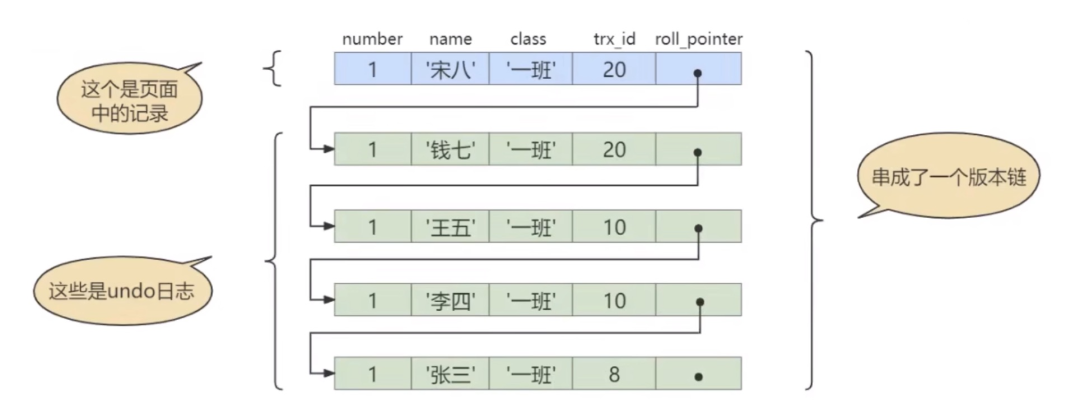 number name class trx_id roll_pointer
1 '宋八' '一班' 20
这个是页面
中的记录
1 '钱七' '一班' 20
串成了一个版本链
1 '王五' '一班' 10
这些是undo日志
1 '李四' '一班' 10
1 '张三' '一班' 8